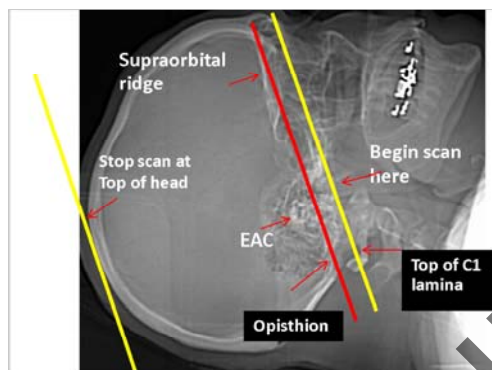 Supraorbital
ridge
Stop scan at
Top of head
Begin scan
here
EAC
Top of C1
lamina
Opisthion